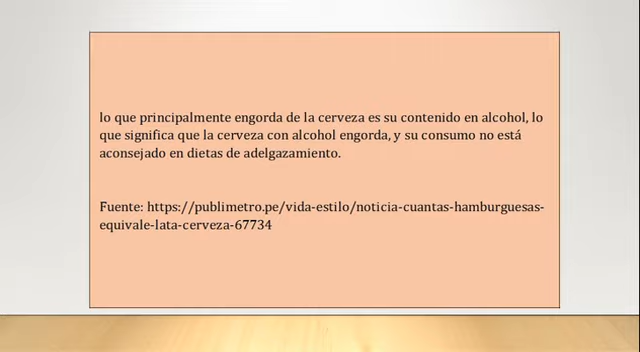 lo que principalmente engorda de la cerveza es su contenido en alcohol, lo
que significa que la cerveza con alcohol engorda, y su consumo no está
aconsejado en dietas de adelgazamiento.
Fuente: https://publimetro.pe/vida-estilo/noticia-cuantas-hamburguesas-
equivale-lata-cerveza-67734